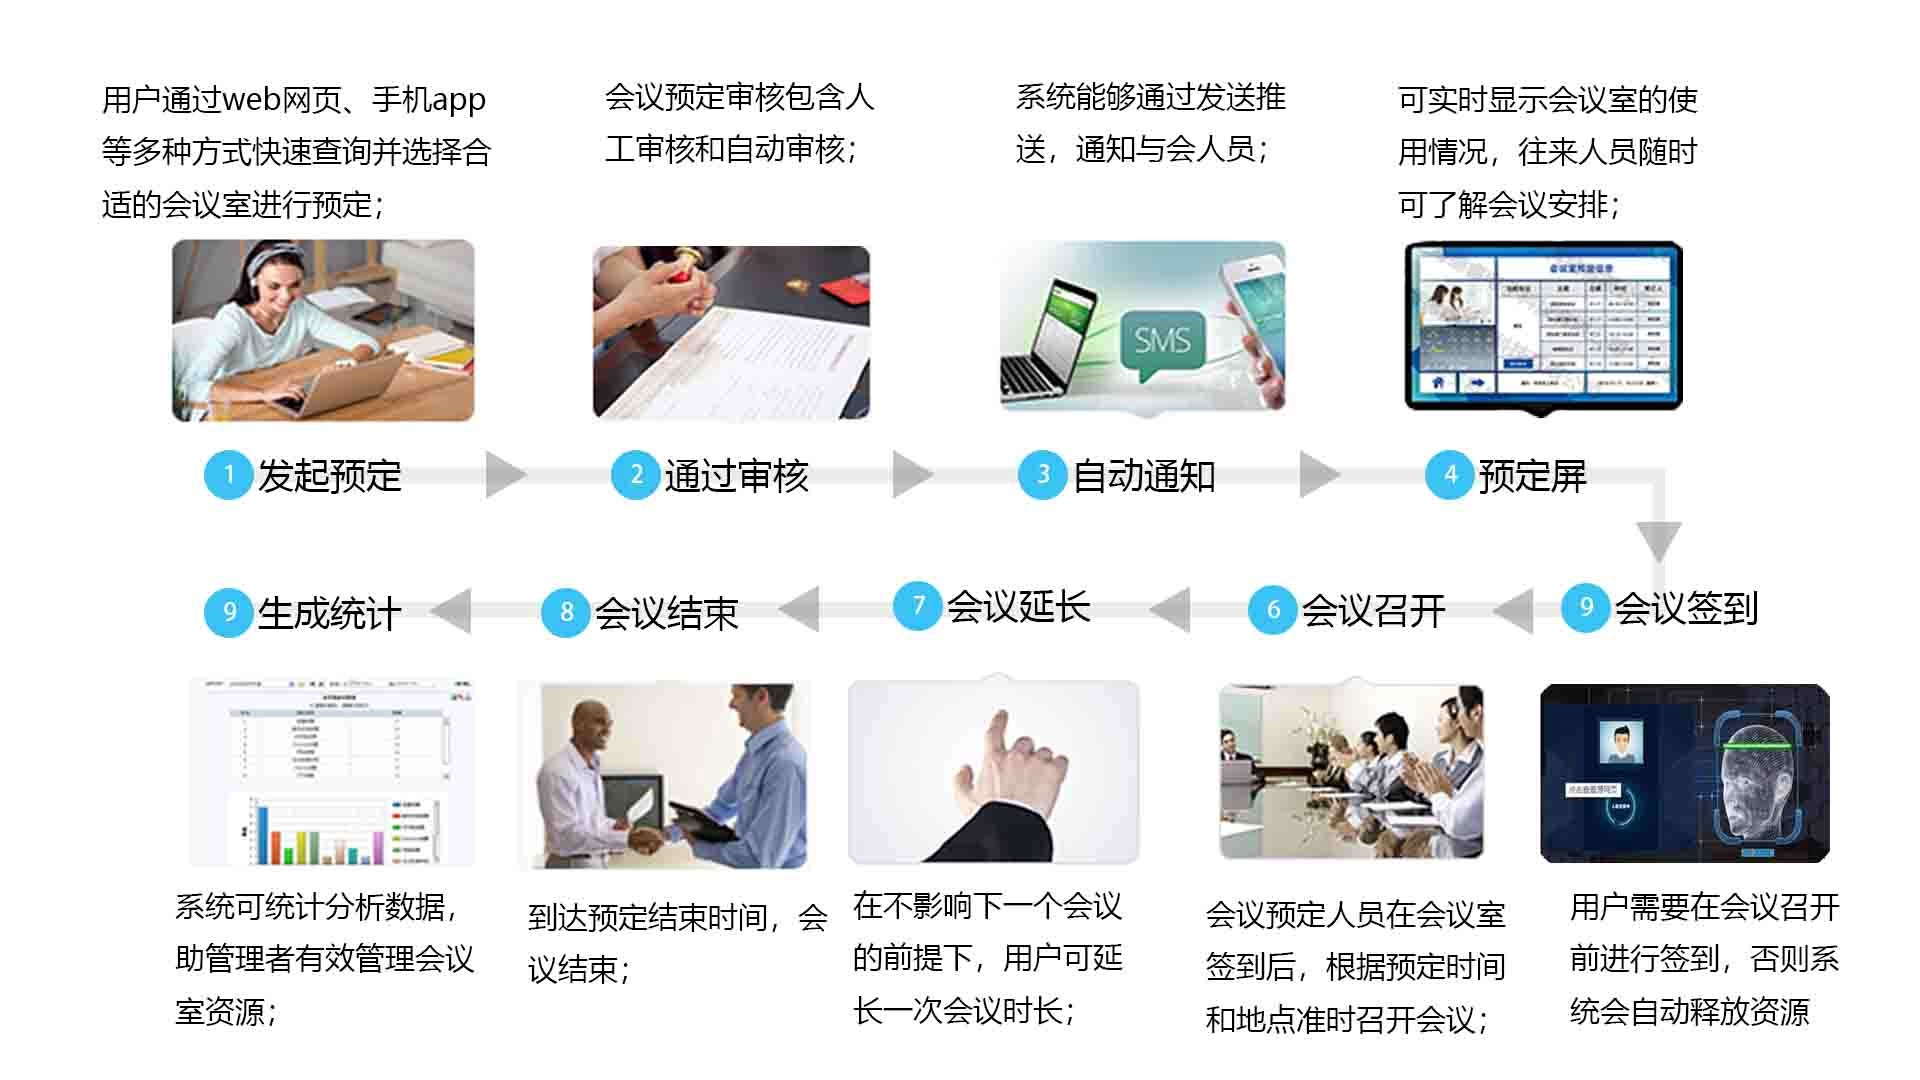 用户通过web网页、手机app
等多种方式快速查询并选择合
适的会议室进行预定；
会议预定审核包含人
工审核和自动审核；
系统能够通过发送推
送，通知与会人员；
可实时显示会议室的使
用情况，往来人员随时
可了解会议安排；
SMS
会议室预定信息
1 发起预定
2 通过审核
3 自动通知
4 预定屏
9 生成统计
8 会议结束
7 会议延长
6 会议召开
9 会议签到
系统可统计分析数据，
助管理者有效管理会议
室资源；
到达预定结束时间，会
议结束；
在不影响下一个会议
的前提下，用户可延
长一次会议时长；
会议预定人员在会议室
签到后，根据预定时间
和地点准时召开会议；
用户需要在会议召开
前进行签到，否则系
统会自动释放资源